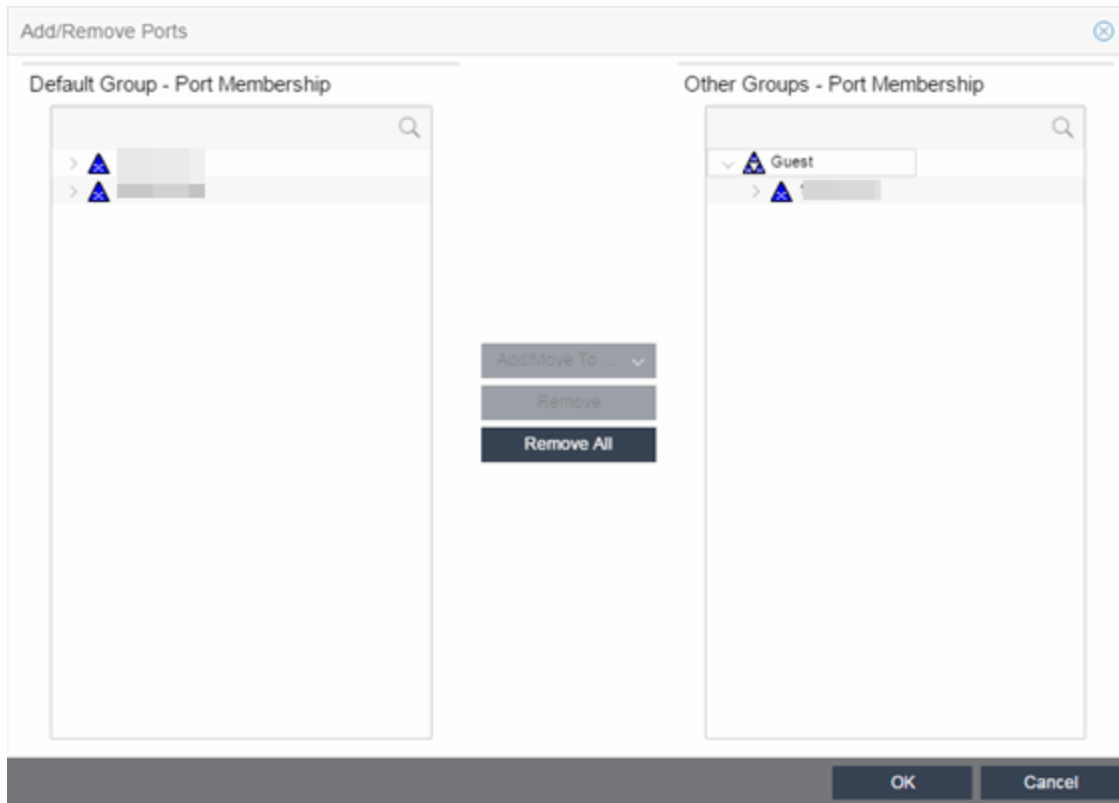 Add/Remove Ports
Default Group - Port Membership
Other Groups - Port Membership
Guest
Add/Move To ...
Remove
Remove All
OK
Cancel